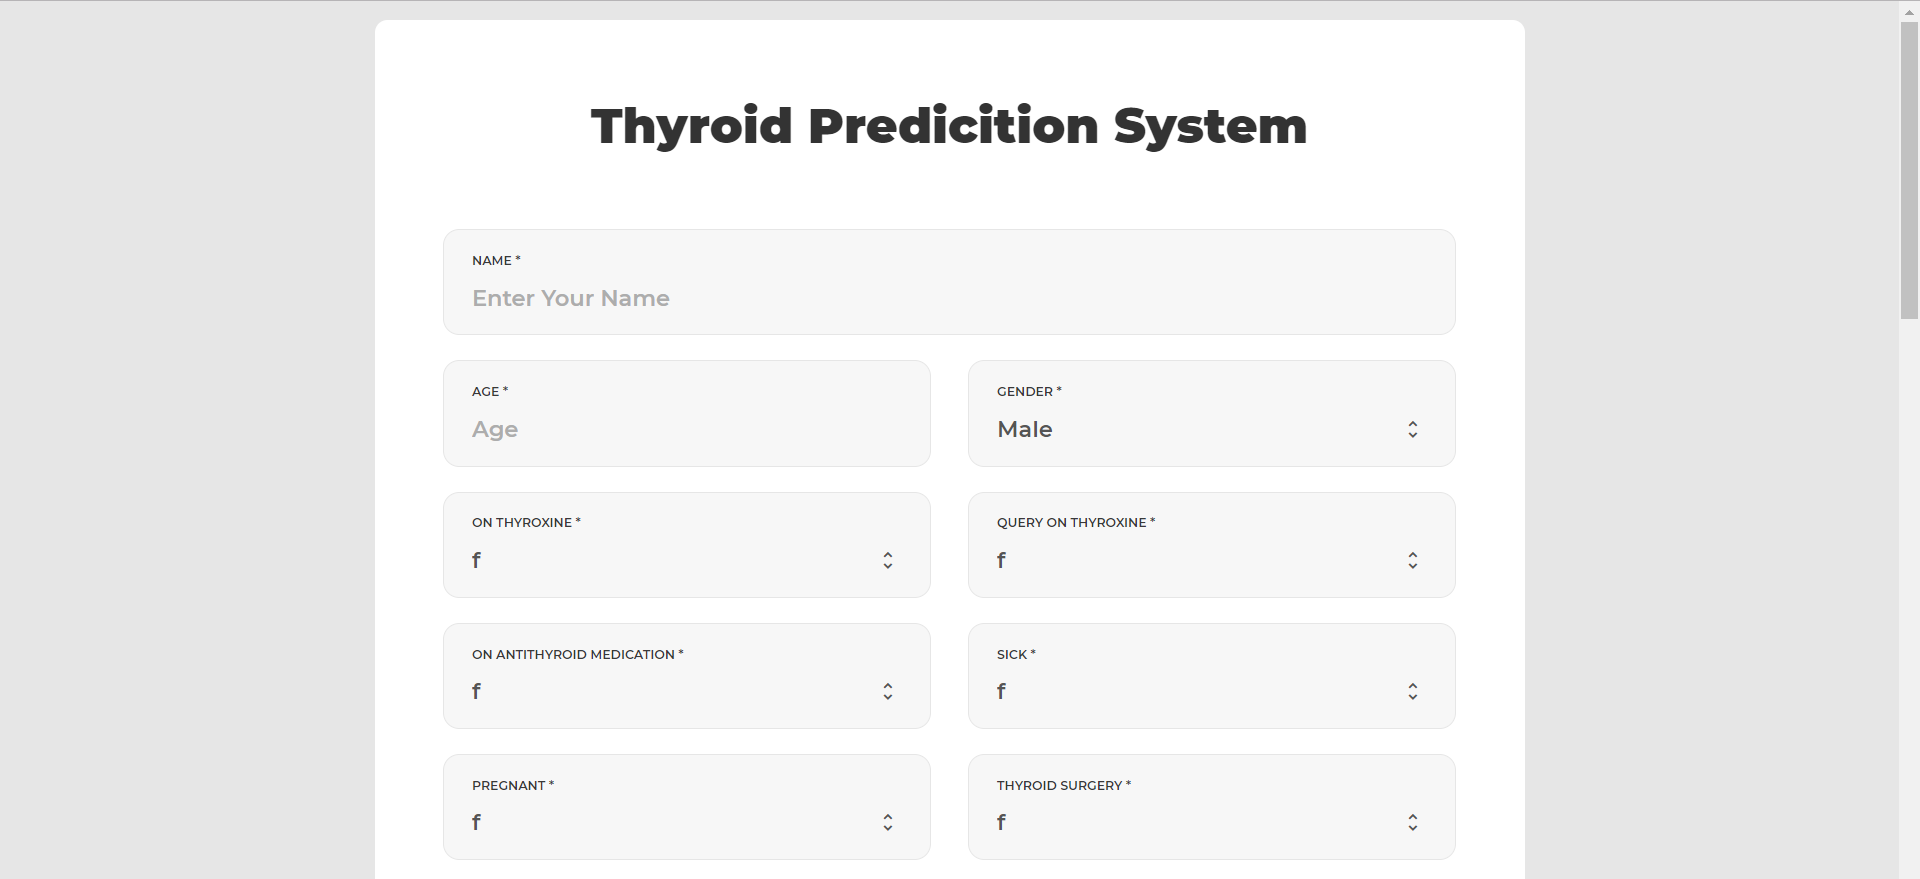 Thyroid Predicition System
NAME *
Enter Your Name
AGE *
Age
GENDER *
Male
ON THYROXINE *
f
QUERY ON THYROXINE *
f
ON ANTITHYROID MEDICATION *
f
SICK *
f
PREGNANT *
f
THYROID SURGERY *
f